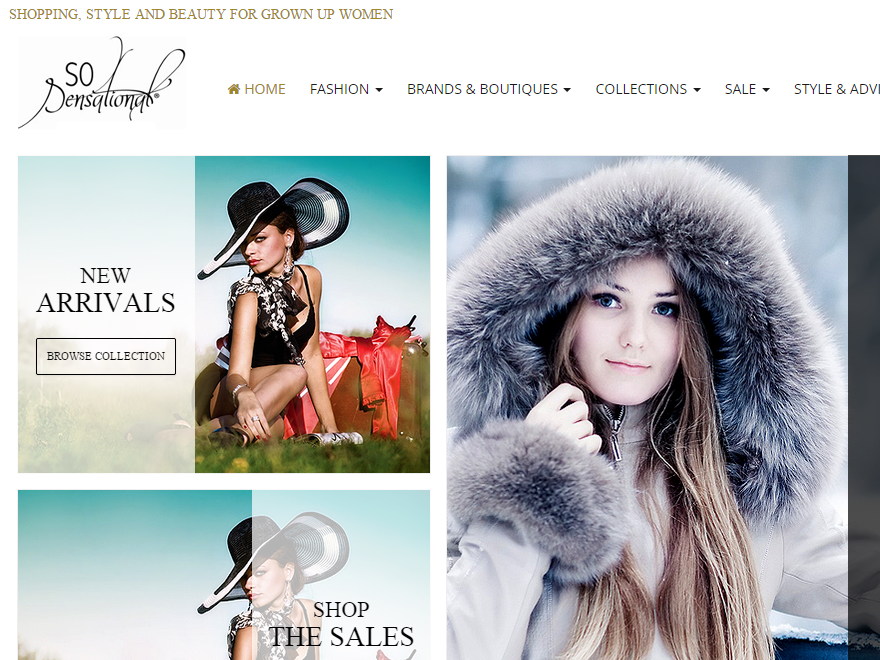 SHOPPING, STYLE AND BEAUTY FOR GROWN UP WOMEN
SO
Sensational®
HOME FASHION BRANDS & BOUTIQUES COLLECTIONS SALE STYLE & ADVI
NEW
ARRIVALS
BROWSE COLLECTION
SHOP
THE SALES